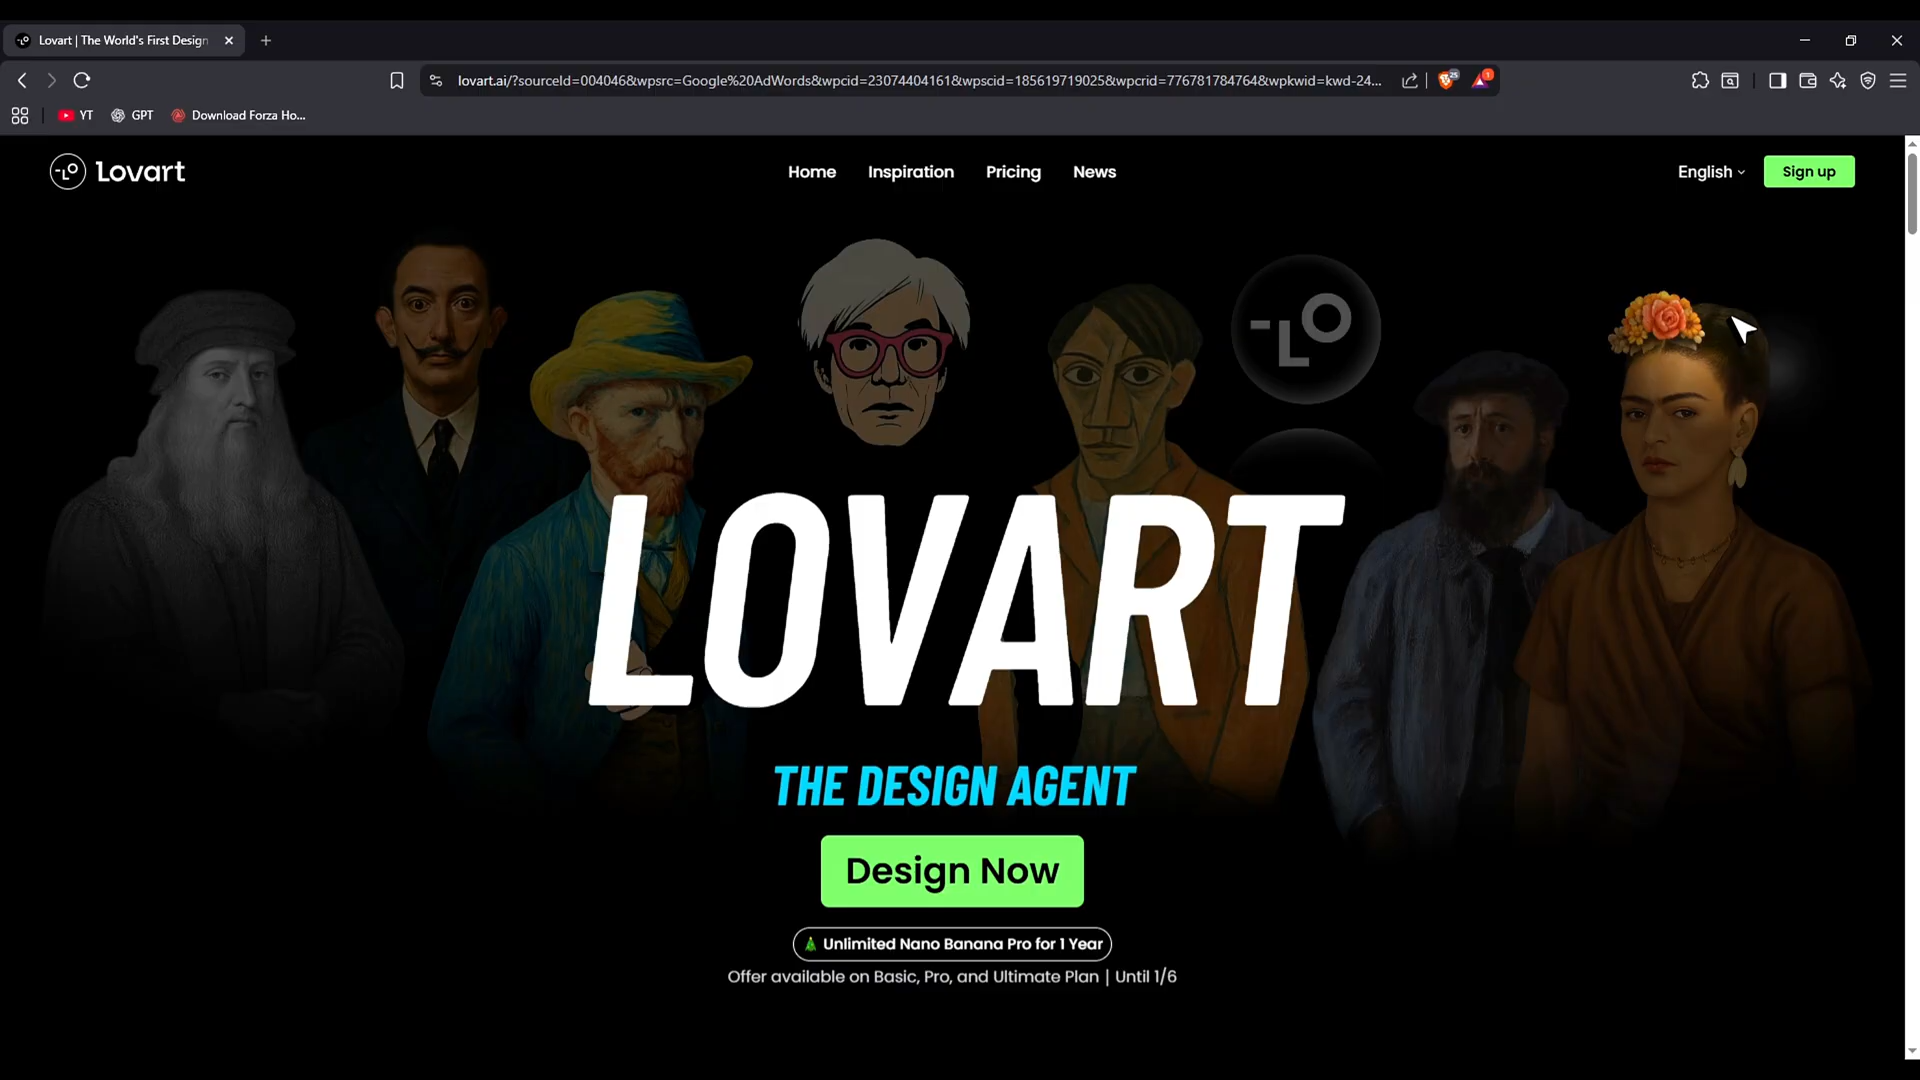 Lovart | The World's First Design
lovart.ai/?sourceId=004046&wpsrc=Google%20AdWords&wpcid=23074404161&wpscid=185619719025&wpcrid=776781784764&wpkwid=kwd-24...
25
1
YT
GPT
Download Forza Ho...
Lovart
Home
Inspiration
Pricing
News
English
Sign up
LOVART
THE DESIGN AGENT
Design Now
Unlimited Nano Banana Pro for 1 Year
Offer available on Basic, Pro, and Ultimate Plan | Until 1/6